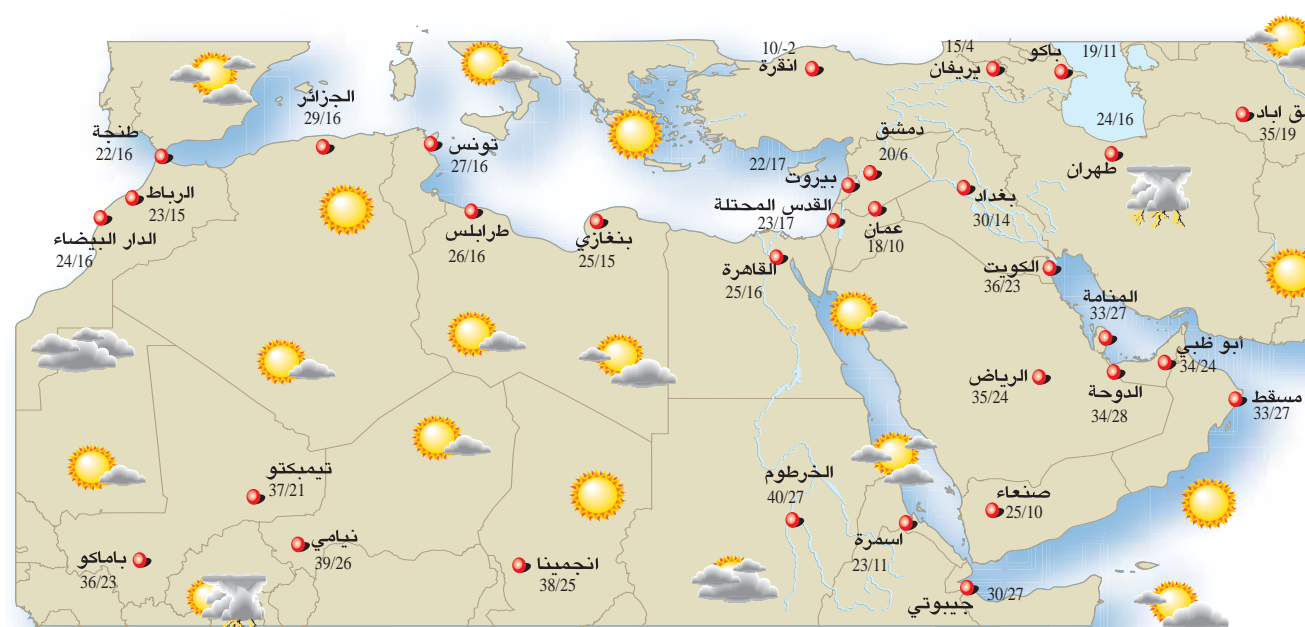 10/-2
انقرة
15/4
يريفان
باكو
19/11
24/16
ق اباد
35/19
طهران
الجزائر
29/16
طنجة
22/16
الرباط
23/15
الدار البيضاء
24/16
تونس
27/16
طرابلس
26/16
بنغازي
25/15
دمشق
20/6
22/17
بيروت
القدس المحتلة
23/17
عمان
18/10
بغداد
30/14
القاهرة
25/16
الكويت
36/23
المنامة
33/27
أبو ظبي
34/24
الرياض
35/24
الدوحة
34/28
مسقط
33/27
تيمبكتو
37/21
الخرطوم
40/27
صنعاء
25/10
باماكو
36/23
نيامي
39/26
انجمينا
38/25
اسمرة
23/11
جيبوتي
30/27